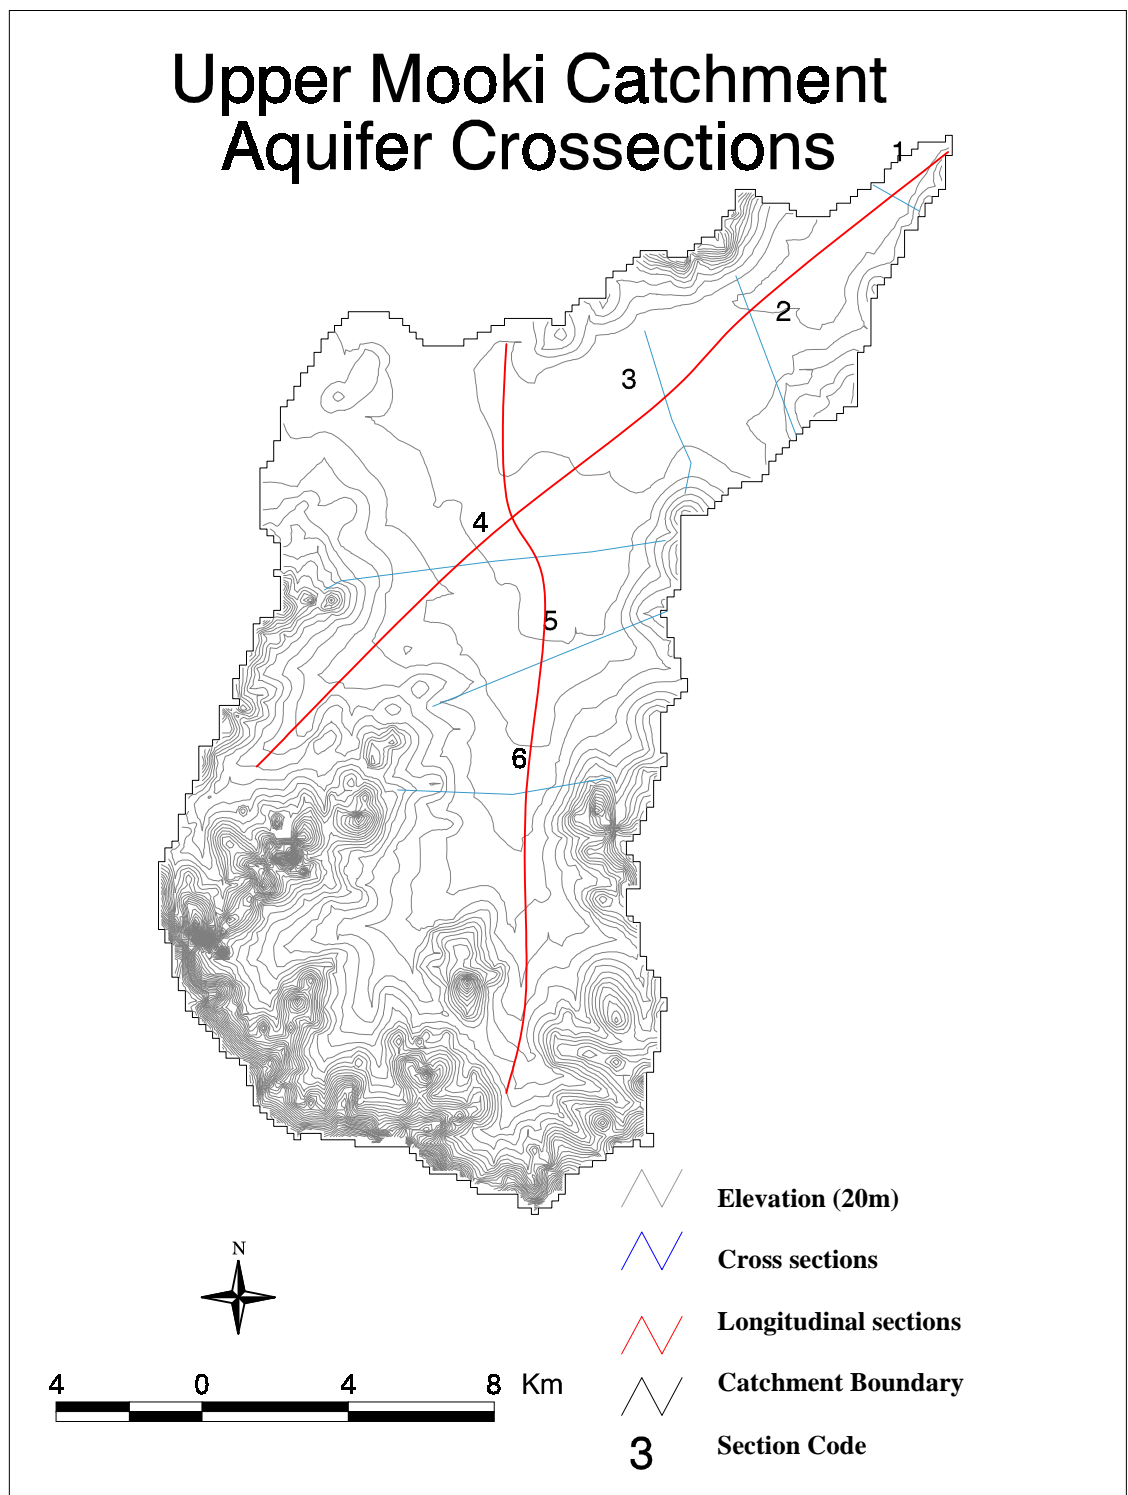 Upper Mooki Catchment
Aquifer Crossections
1
2
3
4
5
6
Elevation (20m)
N
Cross sections
Longitudinal sections
4 0 4 8 Km
Catchment Boundary
3 Section Code